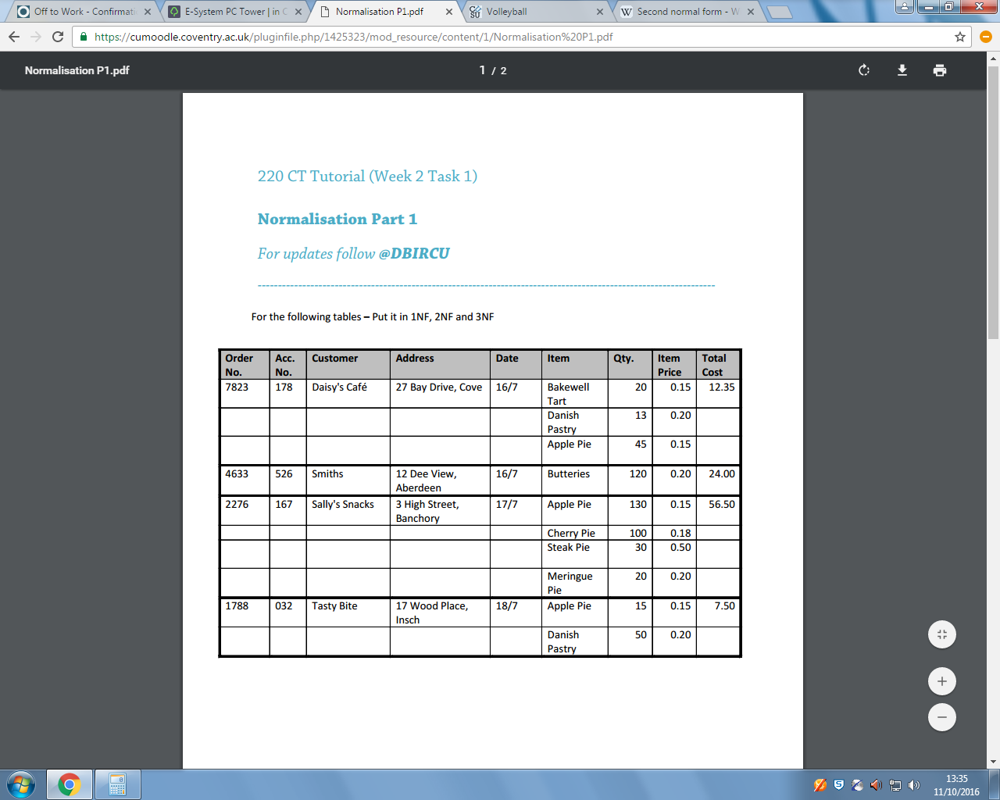 Off to Work - Confirmati
E-System PC Tower | in C
Normalisation P1.pdf
Volleyball
Second normal form - W
https://cumoodle.coventry.ac.uk/pluginfile.php/1425323/mod_resource/content/1/Normalisation%20P1.pdf
Normalisation P1.pdf
1 / 2
220 CT Tutorial (Week 2 Task 1)
Normalisation Part 1
For updates follow @DBIRCU
For the following tables – Put it in 1NF, 2NF and 3NF
Order No. Acc. No. Customer Address Date Item Qty. Item Price Total Cost
7823 178 Daisy's Café 27 Bay Drive, Cove 16/7 Bakewell Tart 20 0.15 12.35
Danish Pastry 13 0.20
Apple Pie 45 0.15
4633 526 Smiths 12 Dee View, Aberdeen 16/7 Butteries 120 0.20 24.00
2276 167 Sally's Snacks 3 High Street, Banchory 17/7 Apple Pie 130 0.15 56.50
Cherry Pie 100 0.18
Steak Pie 30 0.50
Meringue Pie 20 0.20
1788 032 Tasty Bite 17 Wood Place, Insch 18/7 Apple Pie 15 0.15 7.50
Danish Pastry 50 0.20
13:35
11/10/2016